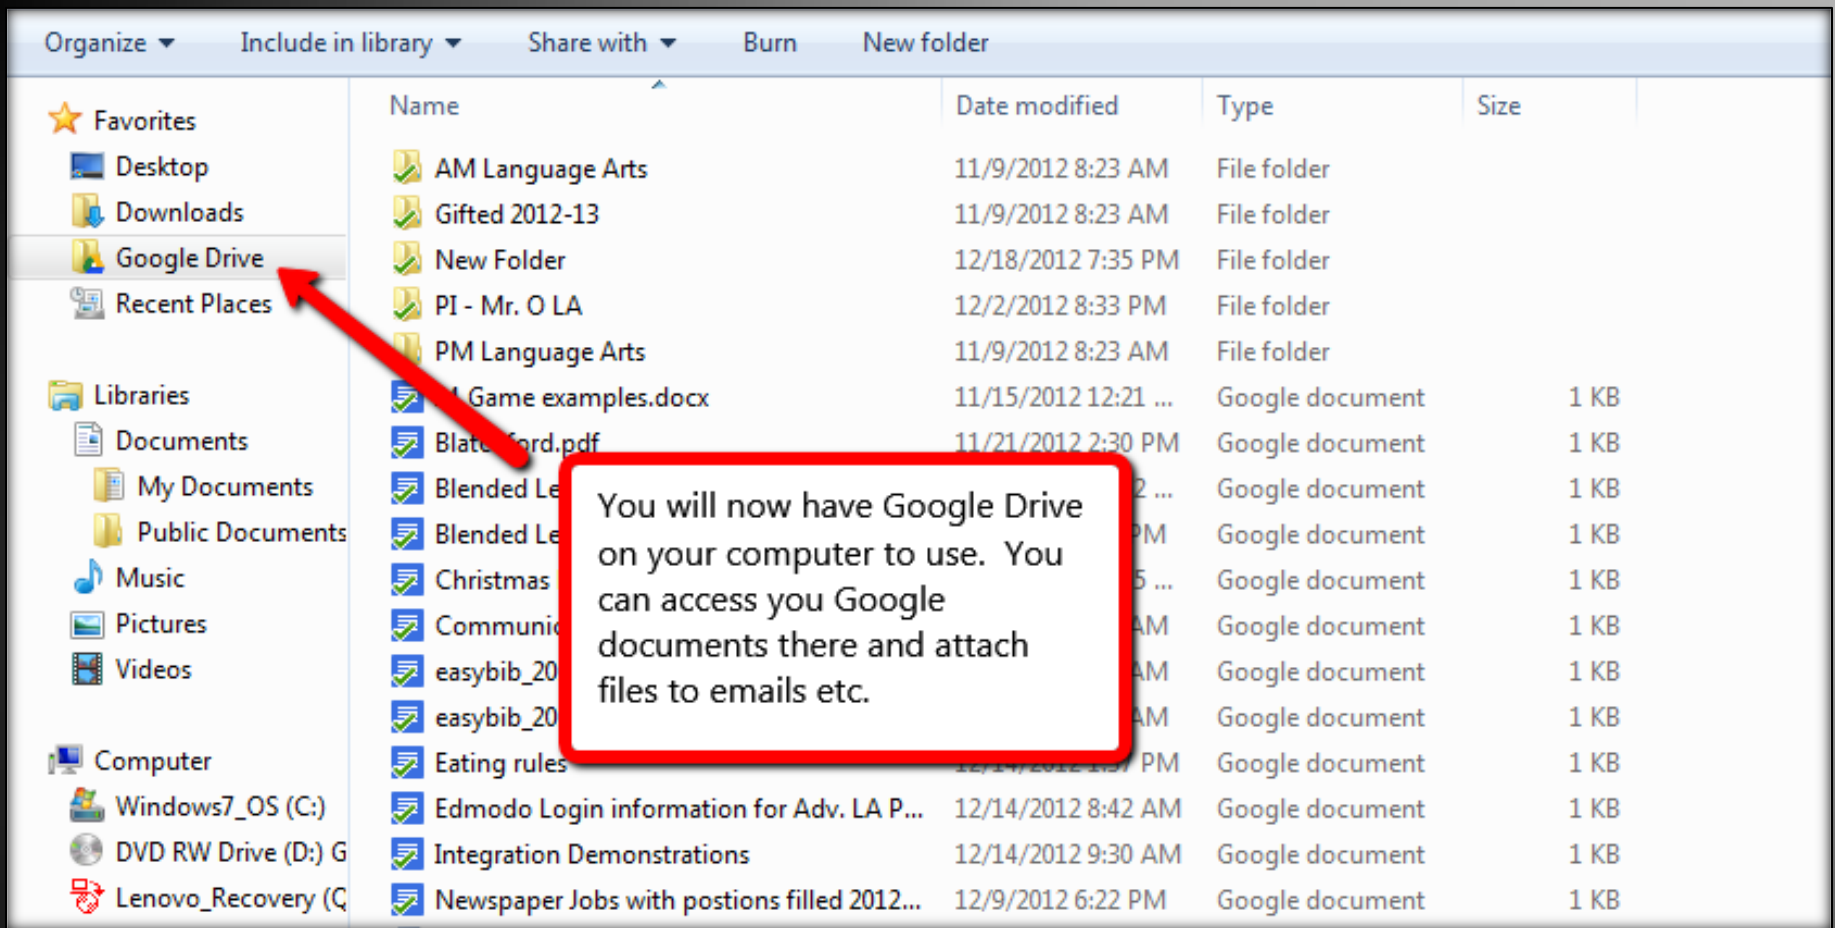 Organize Include in library Share with Burn New folder
Name Date modified Type Size
Favorites
Desktop
Downloads
Google Drive
Recent Places
Libraries
Documents
My Documents
Public Documents
Music
Pictures
Videos
Computer
Windows7_OS (C:)
DVD RW Drive (D:) G
Lenovo_Recovery (Q
AM Language Arts 11/9/2012 8:23 AM File folder
Gifted 2012-13 11/9/2012 8:23 AM File folder
New Folder 12/18/2012 7:35 PM File folder
PI - Mr. O LA 12/2/2012 8:33 PM File folder
PM Language Arts 11/9/2012 8:23 AM File folder
Game examples.docx 11/15/2012 12:21 ... Google document 1 KB
11/21/2012 2:30 PM Google document 1 KB
Blended Google document 1 KB
Blended PM Google document 1 KB
Christmas Google document 1 KB
AM Google document 1 KB
AM Google document 1 KB
AM Google document 1 KB
Eating rules PM Google document 1 KB
Edmodo Login information for Adv. LA P... 12/14/2012 8:42 AM Google document 1 KB
Integration Demonstrations 12/14/2012 9:30 AM Google document 1 KB
Newspaper Jobs with postions filled 2012... 12/9/2012 6:22 PM Google document 1 KB
You will now have Google Drive
on your computer to use. You
can access you Google
documents there and attach
files to emails etc.